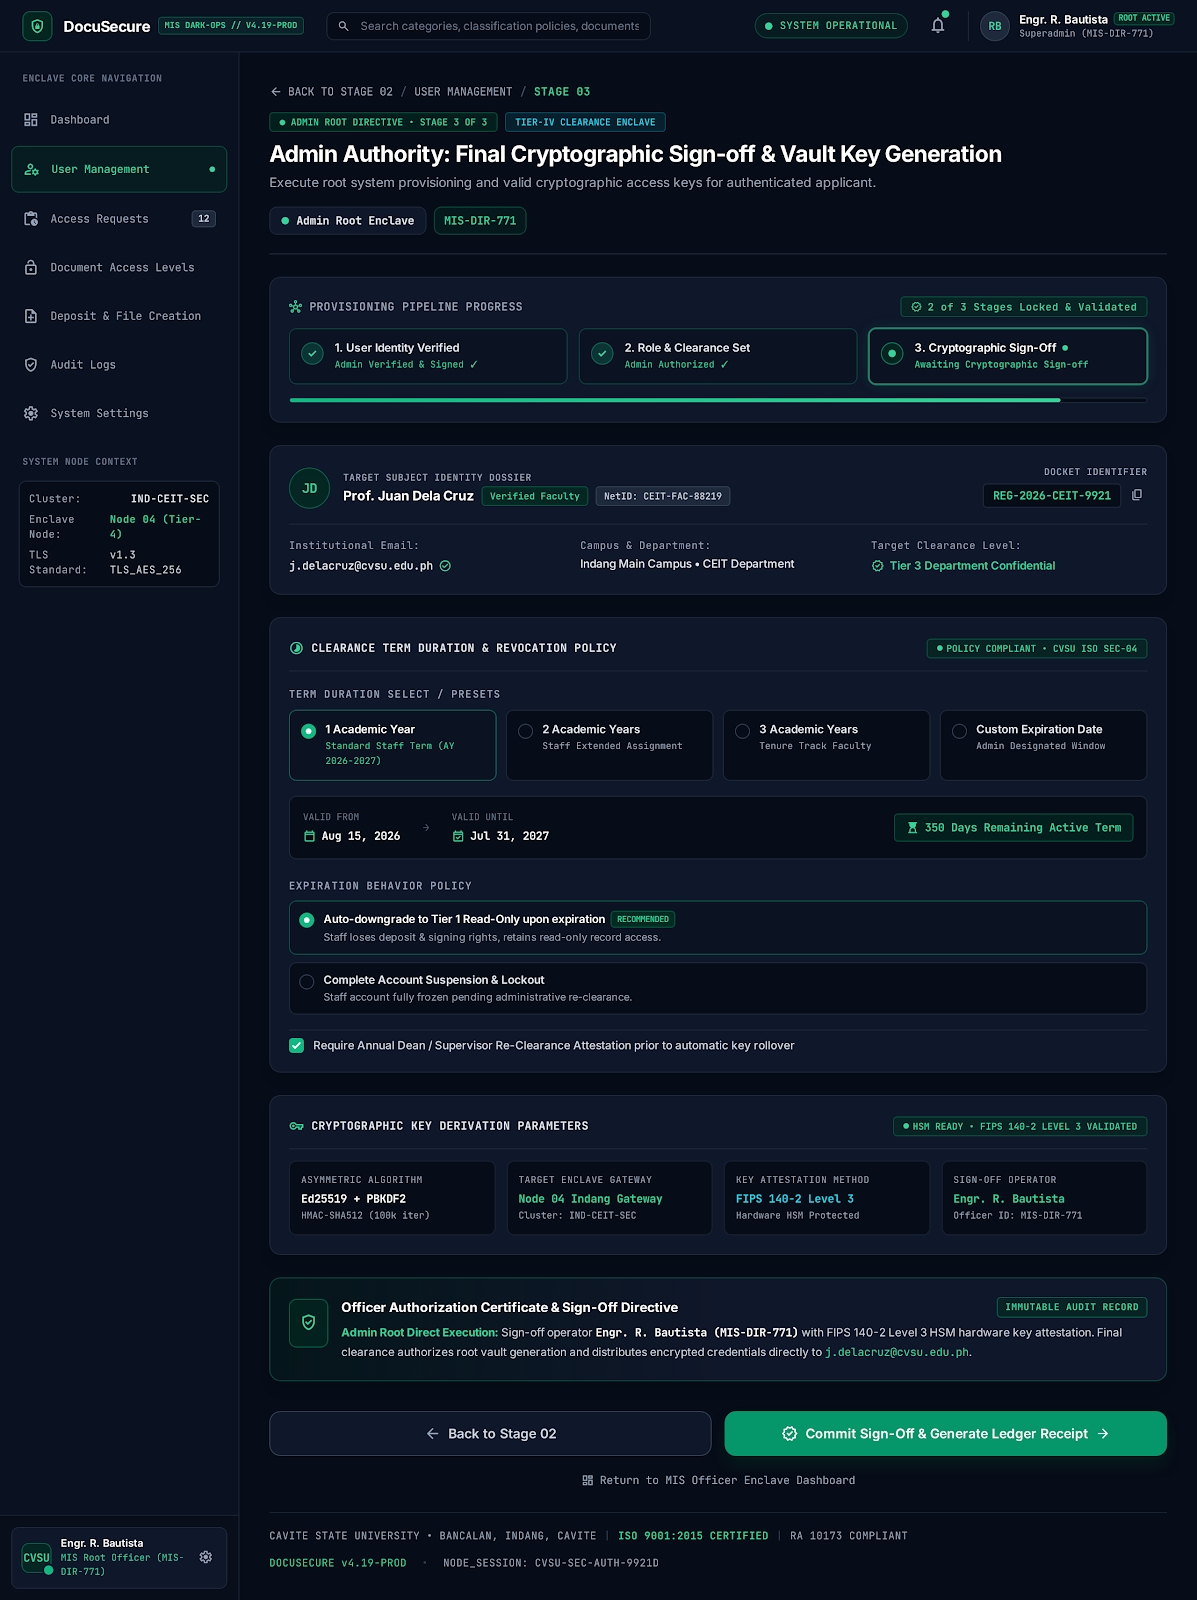 DocuSecure
MIS DARK-OPS // V4.19-PROD
Search categories, classification policies, documents
SYSTEM OPERATIONAL
RB
Engr. R. Bautista
ROOT ACTIVE
Superadmin (MIS-DIR-771)
ENCLAVE CORE NAVIGATION
Dashboard
User Management
Access Requests
12
Document Access Levels
Deposit & File Creation
Audit Logs
System Settings
SYSTEM NODE CONTEXT
Cluster: IND-CEIT-SEC
Enclave Node: Node 04 (Tier-4)
TLS Standard: v1.3 TLS_AES_256
← BACK TO STAGE 02 / USER MANAGEMENT / STAGE 03
ADMIN ROOT DIRECTIVE • STAGE 3 OF 3
TIER-IV CLEARANCE ENCLAVE
Admin Authority: Final Cryptographic Sign-off & Vault Key Generation
Execute root system provisioning and valid cryptographic access keys for authenticated applicant.
Admin Root Enclave
MIS-DIR-771
PROVISIONING PIPELINE PROGRESS
2 of 3 Stages Locked & Validated
1. User Identity Verified
Admin Verified & Signed ✓
2. Role & Clearance Set
Admin Authorized ✓
3. Cryptographic Sign-Off
Awaiting Cryptographic Sign-off
JD
TARGET SUBJECT IDENTITY DOSSIER
Prof. Juan Dela Cruz
Verified Faculty
NetID: CEIT-FAC-88219
DOCKET IDENTIFIER
REG-2026-CEIT-9921
Institutional Email:
j.delacruz@cvsu.edu.ph
Campus & Department:
Indang Main Campus • CEIT Department
Target Clearance Level:
Tier 3 Department Confidential
CLEARANCE TERM DURATION & REVOCATION POLICY
POLICY COMPLIANT • CVSU ISO SEC-04
TERM DURATION SELECT / PRESETS
1 Academic Year
Standard Staff Term (AY
2026-2027)
2 Academic Years
Staff Extended Assignment
3 Academic Years
Tenure Track Faculty
Custom Expiration Date
Admin Designated Window
VALID FROM
Aug 15, 2026
→
VALID UNTIL
Jul 31, 2027
350 Days Remaining Active Term
EXPIRATION BEHAVIOR POLICY
Auto-downgrade to Tier 1 Read-Only upon expiration
RECOMMENDED
Staff loses deposit & signing rights, retains read-only record access.
Complete Account Suspension & Lockout
Staff account fully frozen pending administrative re-clearance.
Require Annual Dean / Supervisor Re-Clearance Attestation prior to automatic key rollover
CRYPTOGRAPHIC KEY DERIVATION PARAMETERS
HSM READY • FIPS 140-2 LEVEL 3 VALIDATED
ASYMMETRIC ALGORITHM
Ed25519 + PBKDF2
HMAC-SHA512 (100k iter)
TARGET ENCLAVE GATEWAY
Node 04 Indang Gateway
Cluster: IND-CEIT-SEC
KEY ATTESTATION METHOD
FIPS 140-2 Level 3
Hardware HSM Protected
SIGN-OFF OPERATOR
Engr. R. Bautista
Officer ID: MIS-DIR-771
Officer Authorization Certificate & Sign-Off Directive
IMMUTABLE AUDIT RECORD
Admin Root Direct Execution: Sign-off operator Engr. R. Bautista (MIS-DIR-771) with FIPS 140-2 Level 3 HSM hardware key attestation. Final
clearance authorizes root vault generation and distributes encrypted credentials directly to j.delacruz@cvsu.edu.ph.
← Back to Stage 02
Commit Sign-Off & Generate Ledger Receipt →
Return to MIS Officer Enclave Dashboard
CAVITE STATE UNIVERSITY • BANCALAN, INDANG, CAVITE | ISO 9001:2015 CERTIFIED | RA 10173 COMPLIANT
DOCUSECURE v4.19-PROD • NODE_SESSION: CVSU-SEC-AUTH-9921D
CVSU
Engr. R. Bautista
MIS Root Officer (MIS-
DIR-771)